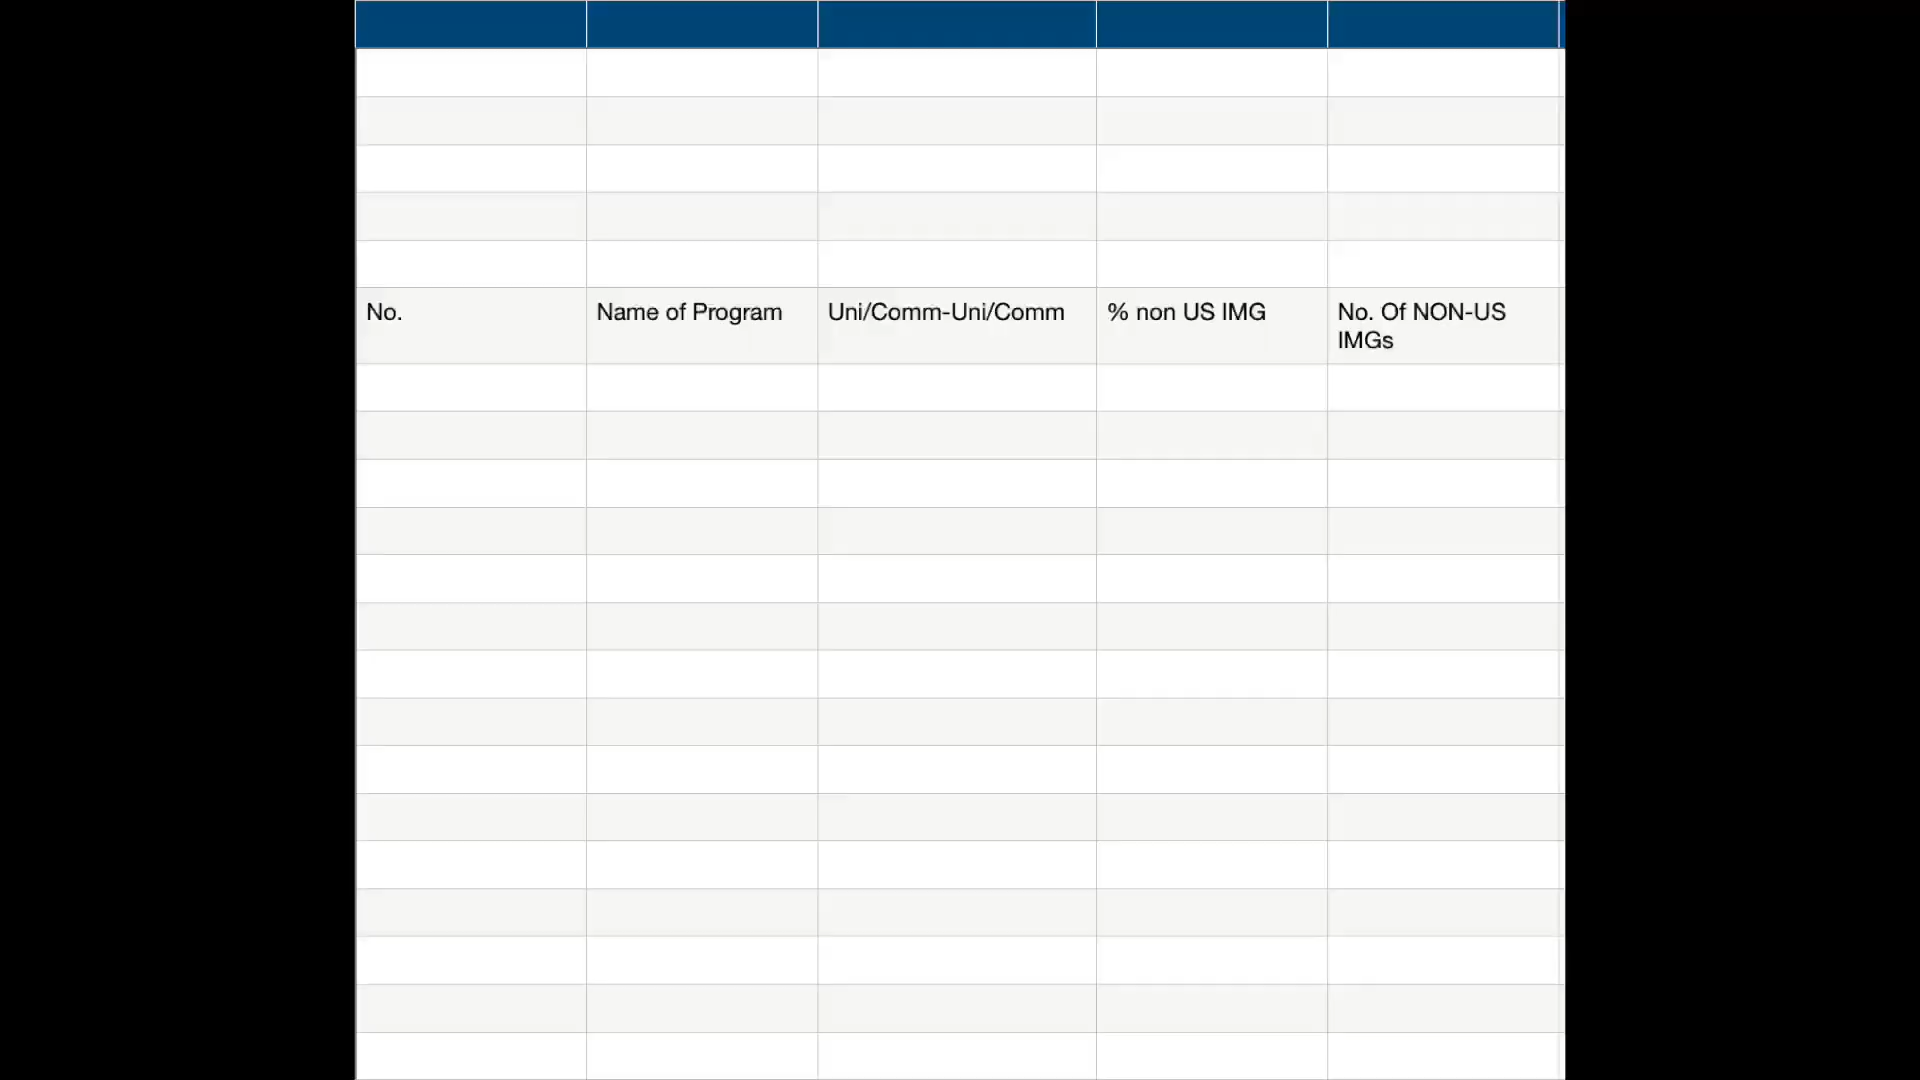 No.
Name of Program
Uni/Comm-Uni/Comm
% non US IMG
No. Of NON-US
IMGs